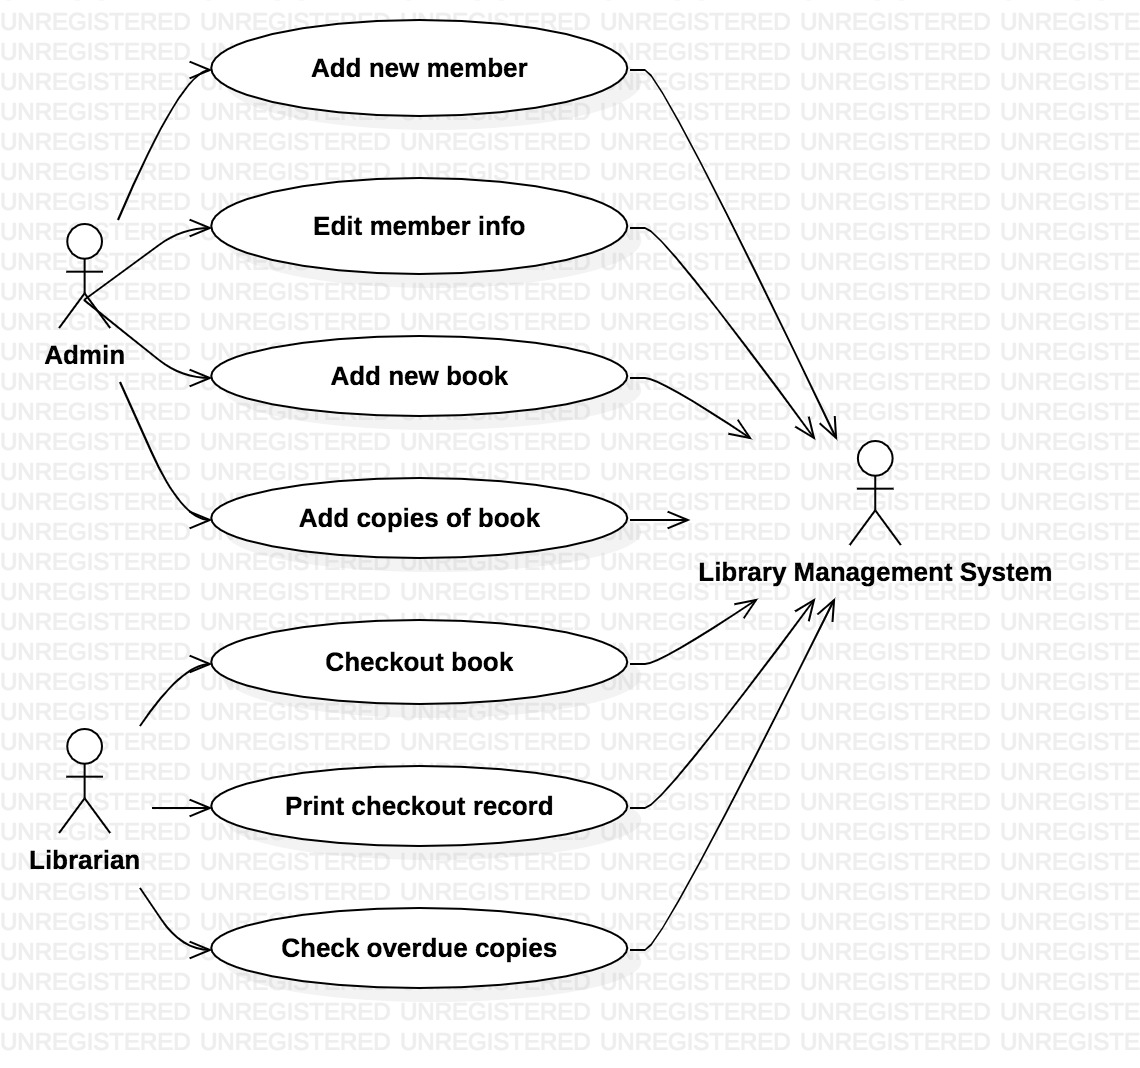 Add new member
Edit member info
Admin
Add new book
Add copies of book
Library Management System
Checkout book
Print checkout record
Librarian
Check overdue copies
UNREGISTERED